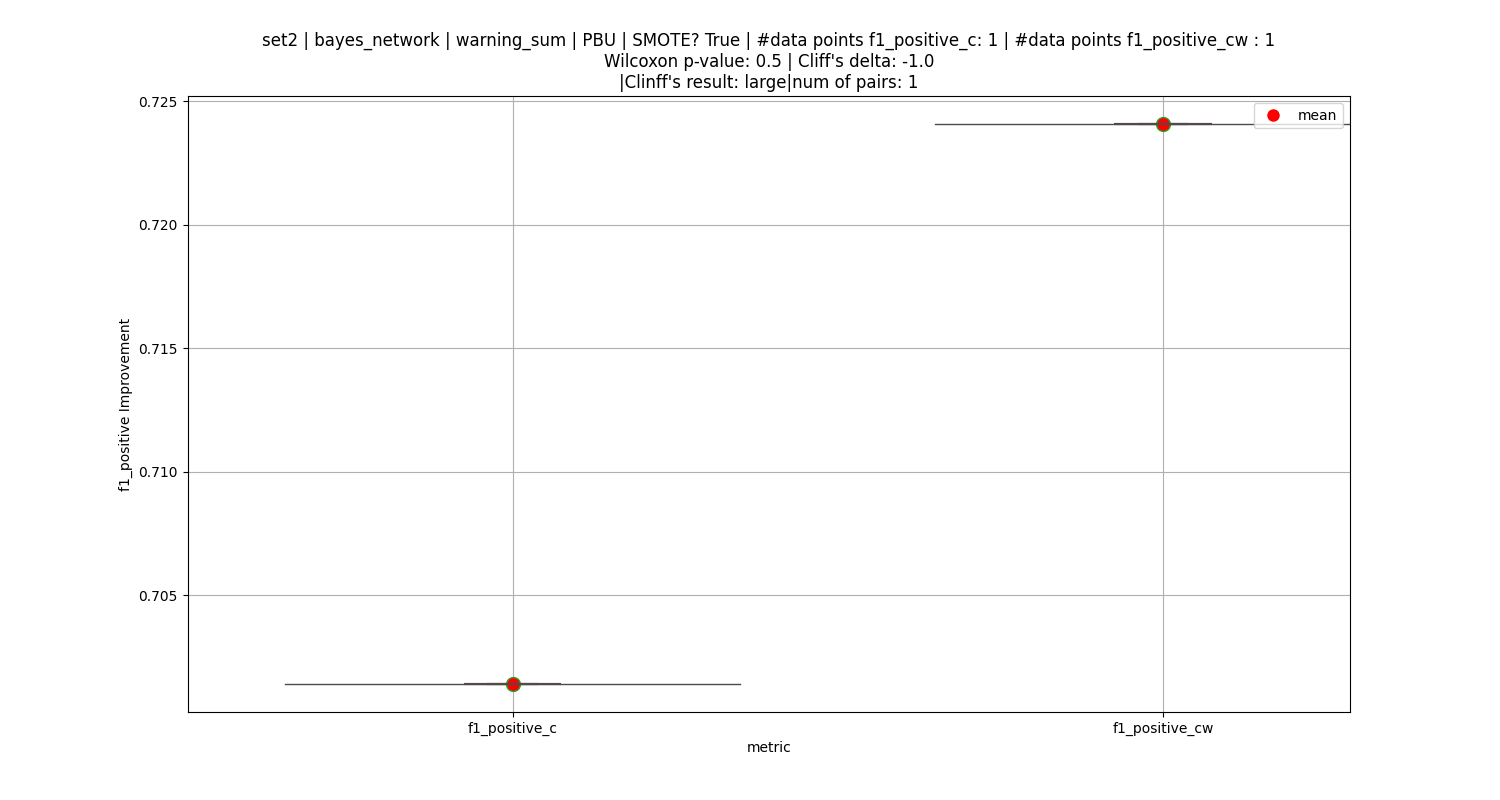 set2 | bayes_network | warning_sum | PBU | SMOTE? True | #data points f1_positive_c: 1 | #data points f1_positive_cw : 1
Wilcoxon p-value: 0.5 | Cliff's delta: -1.0
|Clinff's result: large|num of pairs: 1
mean
0.725
0.720
0.715
0.710
0.705
f1_positive Improvement
f1_positive_c
f1_positive_cw
metric